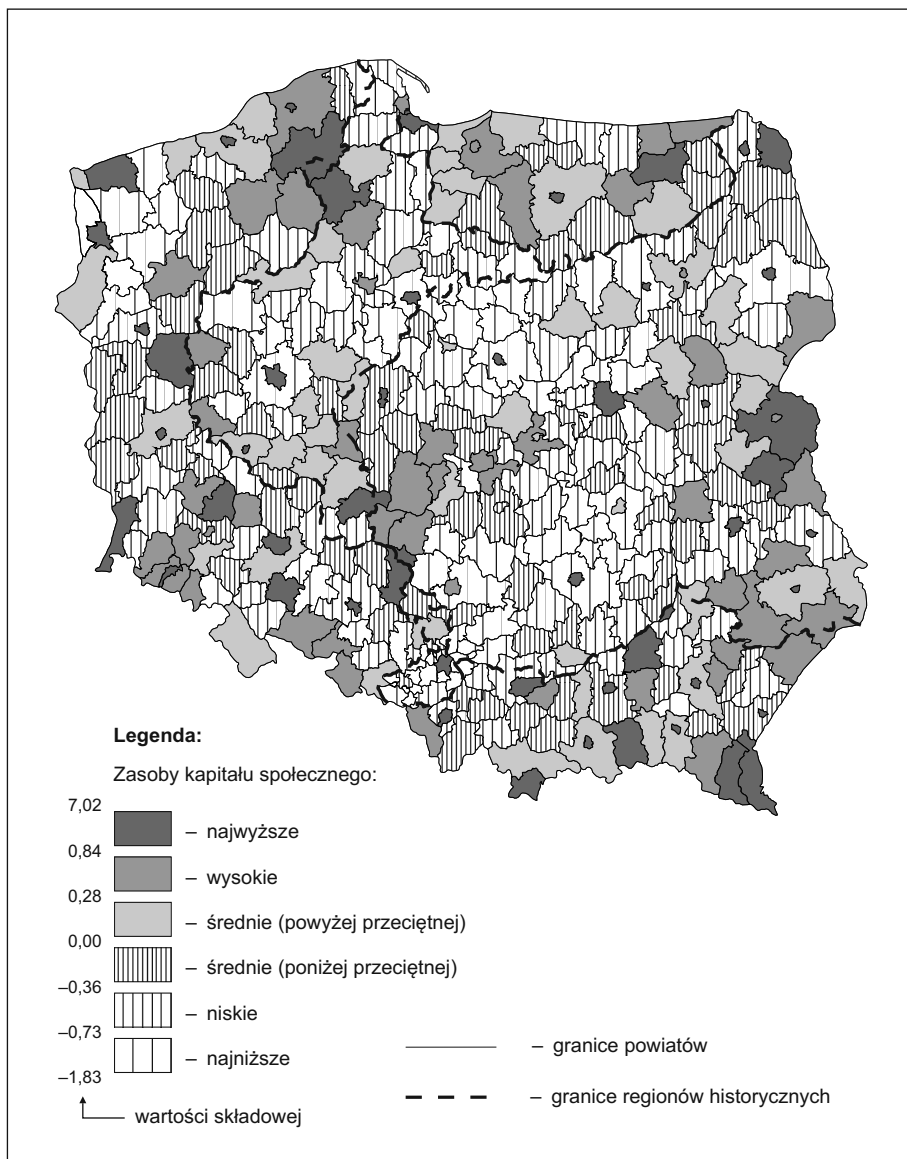 Legenda:
Zasoby kapitału społecznego:
7,02
– najwyższe
0,84
– wysokie
0,28
– średnie (powyżej przeciętnej)
0,00
– średnie (poniżej przeciętnej)
–0,36
– niskie
–0,73
– najniższe
–1,83
wartości składowej
– granice powiatów
– granice regionów historycznych